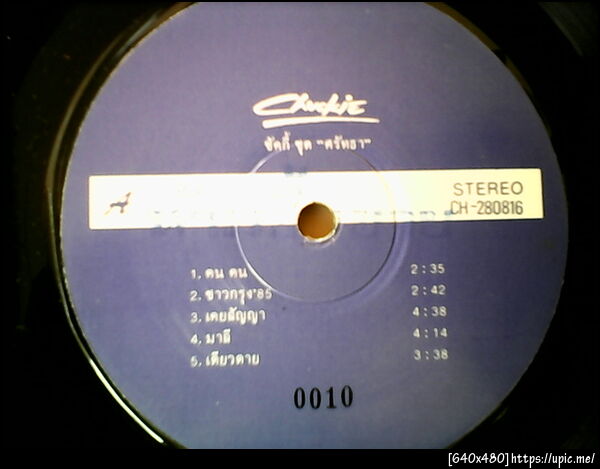 Chuckie
ชัคกี้ ชุด "ศรัทธา"
STEREO
CH-280816
1. คน คน 2:35
2. ชาวกรุง'85 2:42
3. เคยสัญญา 4:38
4. มาลี 4:14
5. เดียวดาย 3:38
0010
[640x480]https://upic.me/